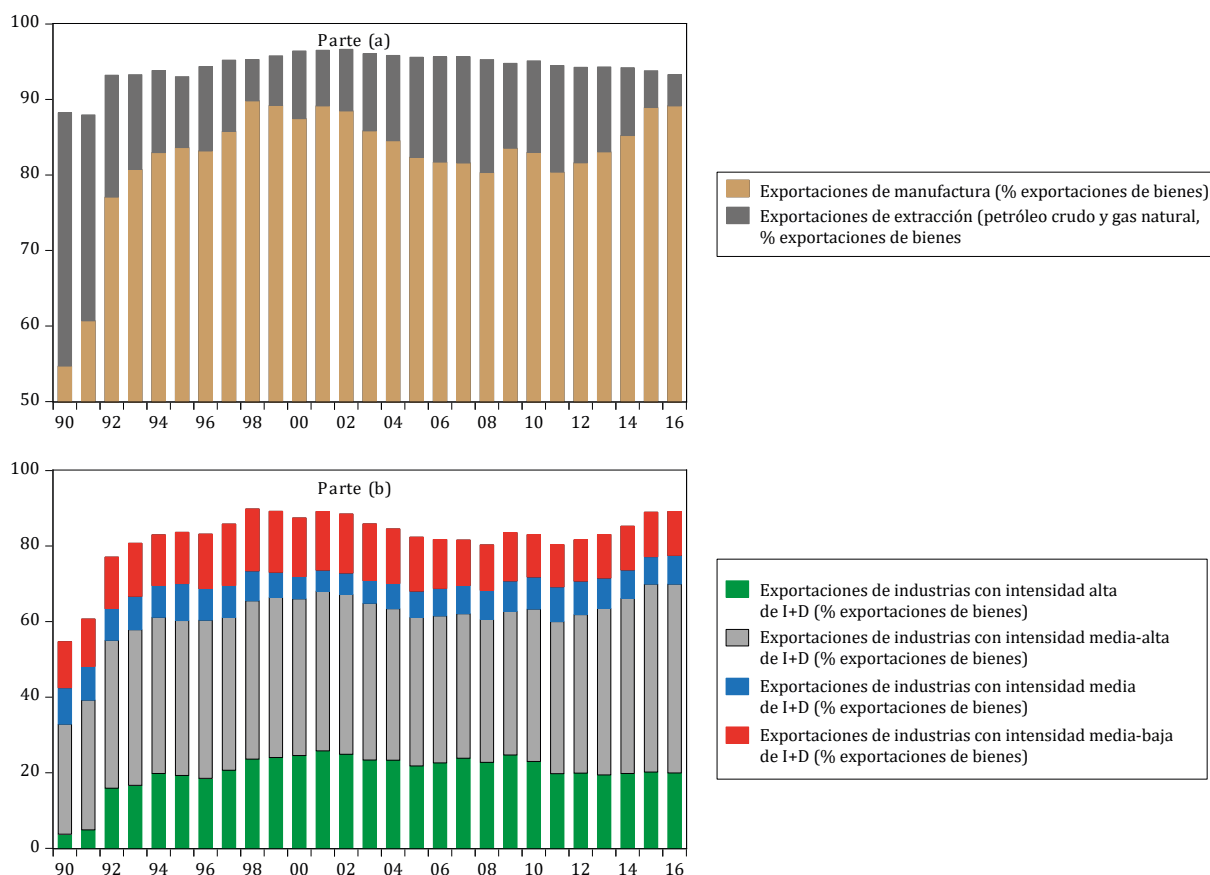 Parte (a)
100
90
80
70
60
50
90 92 94 96 98 00 02 04 06 08 10 12 14 16
Exportaciones de manufactura (% exportaciones de bienes)
Exportaciones de extracción (petróleo crudo y gas natural,
% exportaciones de bienes
Parte (b)
100
80
60
40
20
0
90 92 94 96 98 00 02 04 06 08 10 12 14 16
Exportaciones de industrias con intensidad alta
de I+D (% exportaciones de bienes)
Exportaciones de industrias con intensidad media-alta
de I+D (% exportaciones de bienes)
Exportaciones de industrias con intensidad media
de I+D (% exportaciones de bienes)
Exportaciones de industrias con intensidad media-baja
de I+D (% exportaciones de bienes)